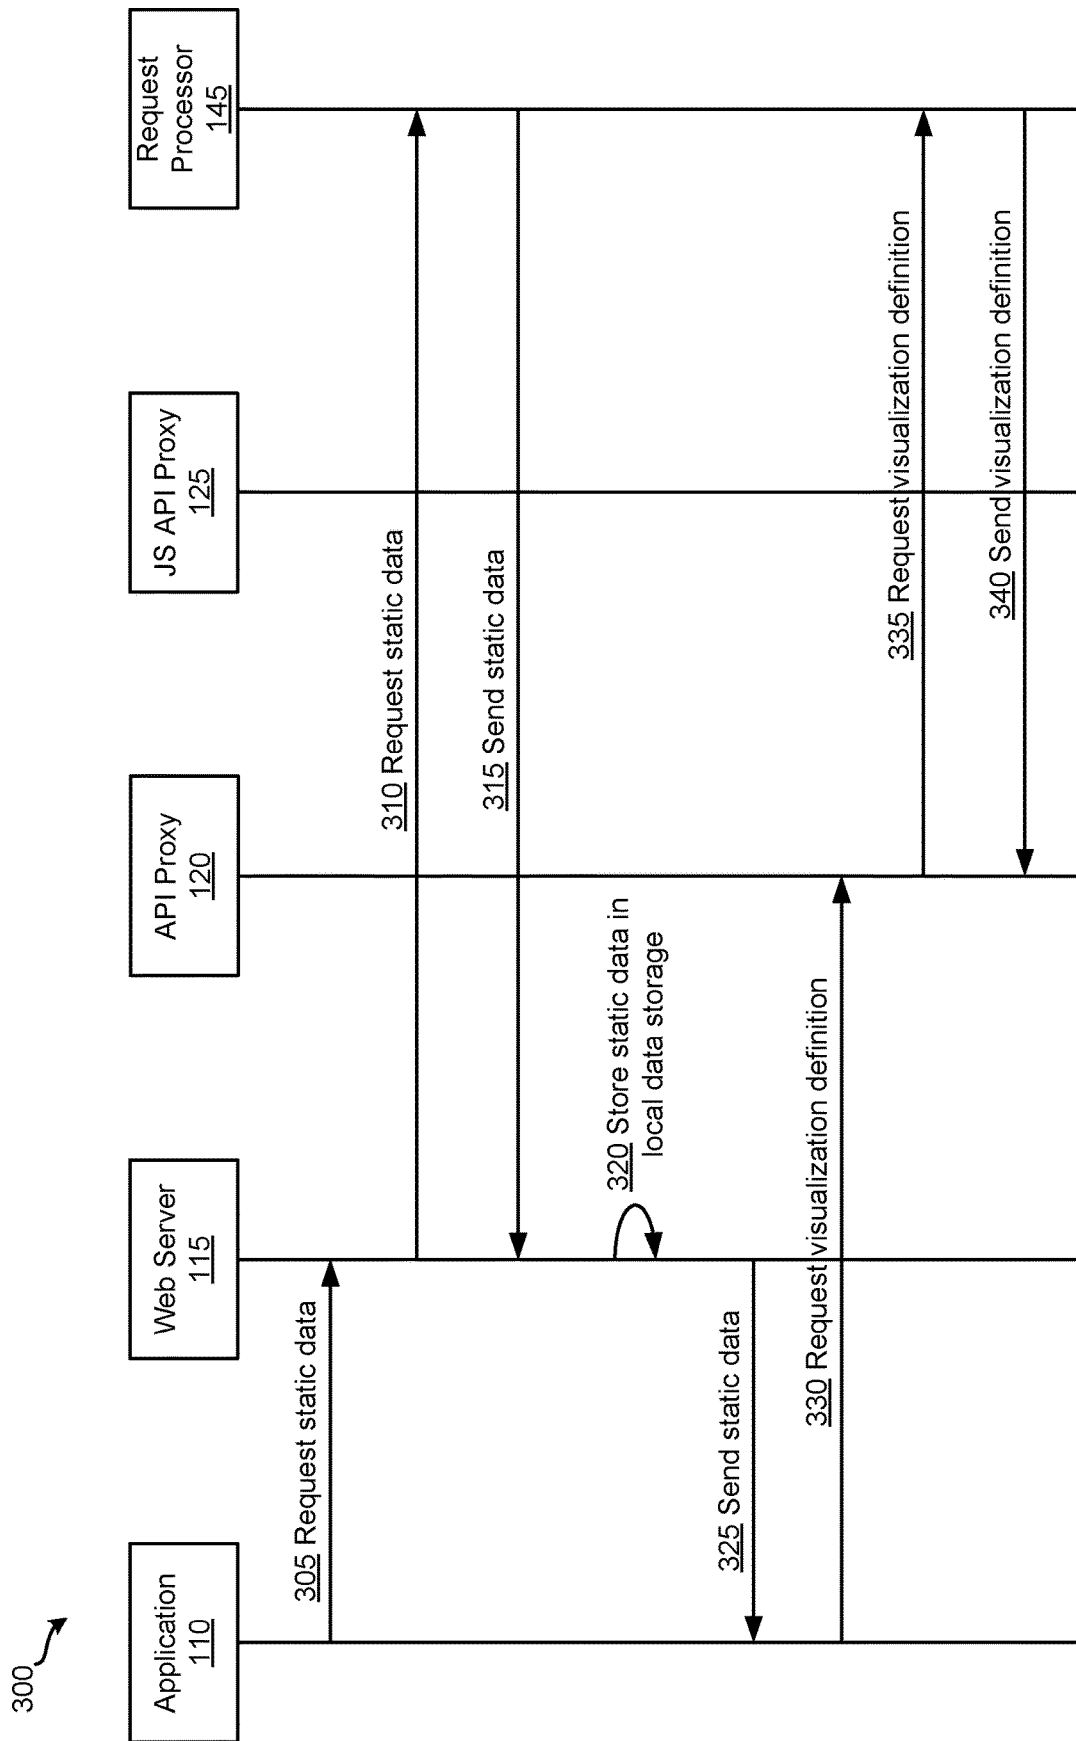 300
Application
110
Web Server
115
API Proxy
120
JS API Proxy
125
Request
Processor
145
305 Request static data
310 Request static data
315 Send static data
320 Store static data in
local data storage
325 Send static data
330 Request visualization definition
335 Request visualization definition
340 Send visualization definition